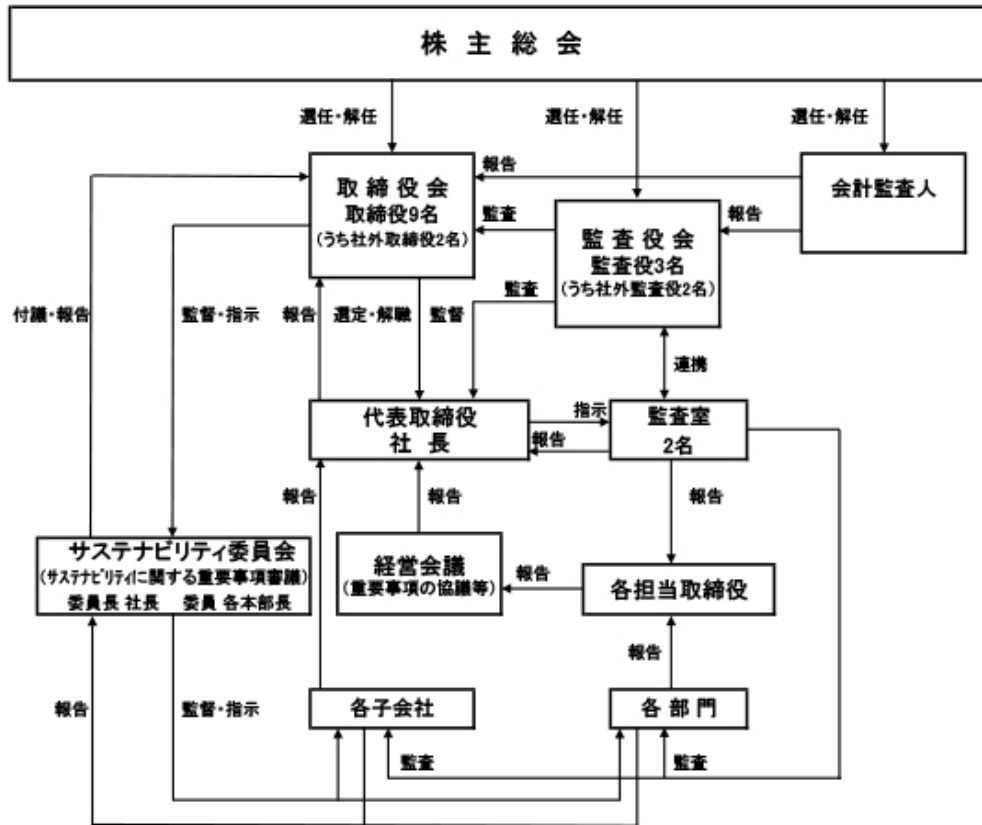 株主総会
選任・解任
選任・解任
選任・解任
取締役会
取締役9名
(うち社外取締役2名)
報告
会計監査人
監査
報告
監査役会
監査役3名
(うち社外監査役2名)
付議・報告
監督・指示
報告
選定・解職
監督
監査
連携
代表取締役
社長
指示
報告
監査室
2名
報告
報告
報告
サステナビリティ委員会
(サステナビリティに関する重要事項審議)
委員長 社長 委員 各本部長
経営会議
(重要事項の協議等)
報告
各担当取締役
報告
報告
監督・指示
各子会社
各部門
監査
監査